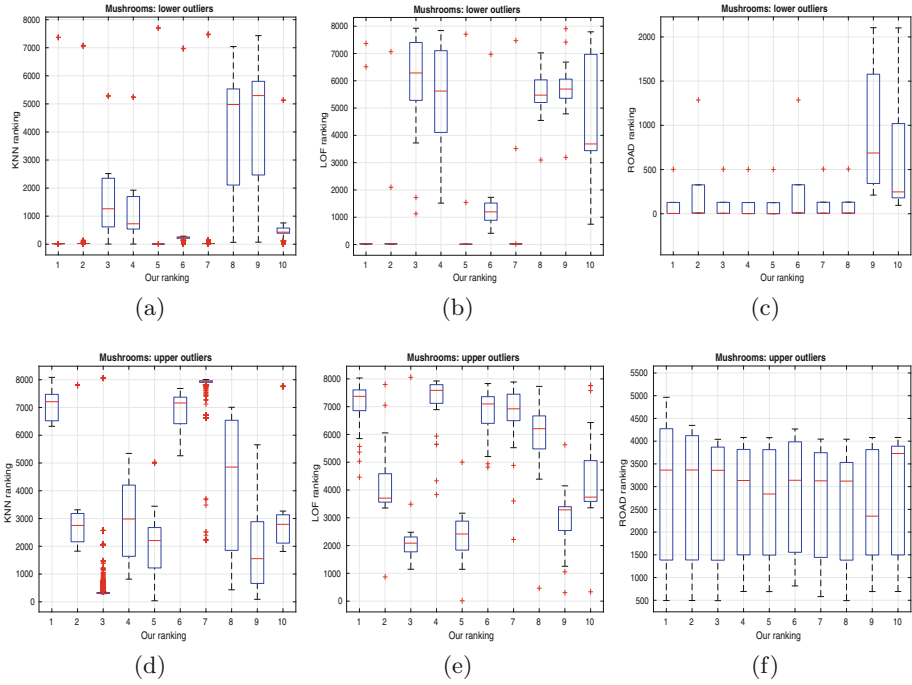 Mushrooms: lower outliers
KNN ranking
8000
7000
6000
5000
4000
3000
2000
1000
0
1 2 3 4 5 6 7 8 9 10
Our ranking
(a)
Mushrooms: lower outliers
LOF ranking
7000
6000
5000
4000
3000
2000
1000
0
1 2 3 4 5 6 7 8 9 10
Our ranking
(b)
Mushrooms: lower outliers
ROAD ranking
2000
1500
1000
500
0
1 2 3 4 5 6 7 8 9 10
Our ranking
(c)
Mushrooms: upper outliers
KNN ranking
8000
7000
6000
5000
4000
3000
2000
1000
0
1 2 3 4 5 6 7 8 9 10
Our ranking
(d)
Mushrooms: upper outliers
LOF ranking
8000
7000
6000
5000
4000
3000
2000
1000
0
1 2 3 4 5 6 7 8 9 10
Our ranking
(e)
Mushrooms: upper outliers
ROAD ranking
5500
5000
4500
4000
3500
3000
2500
2000
1500
1000
500
0
1 2 3 4 5 6 7 8 9 10
Our ranking
(f)